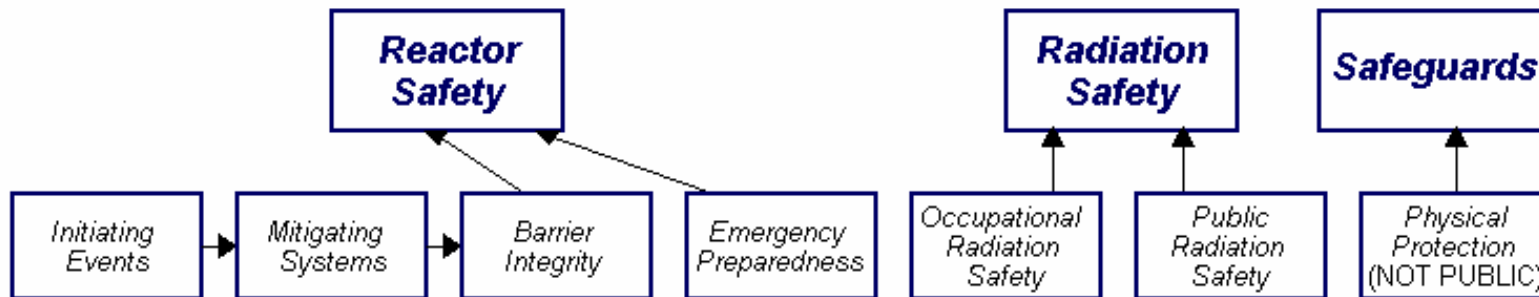 Reactor
Safety
Radiation
Safety
Safeguards
Initiating
Events
Mitigating
Systems
Barrier
Integrity
Emergency
Preparedness
Occupational
Radiation
Safety
Public
Radiation
Safety
Physical
Protection
(NOT PUBLIC)